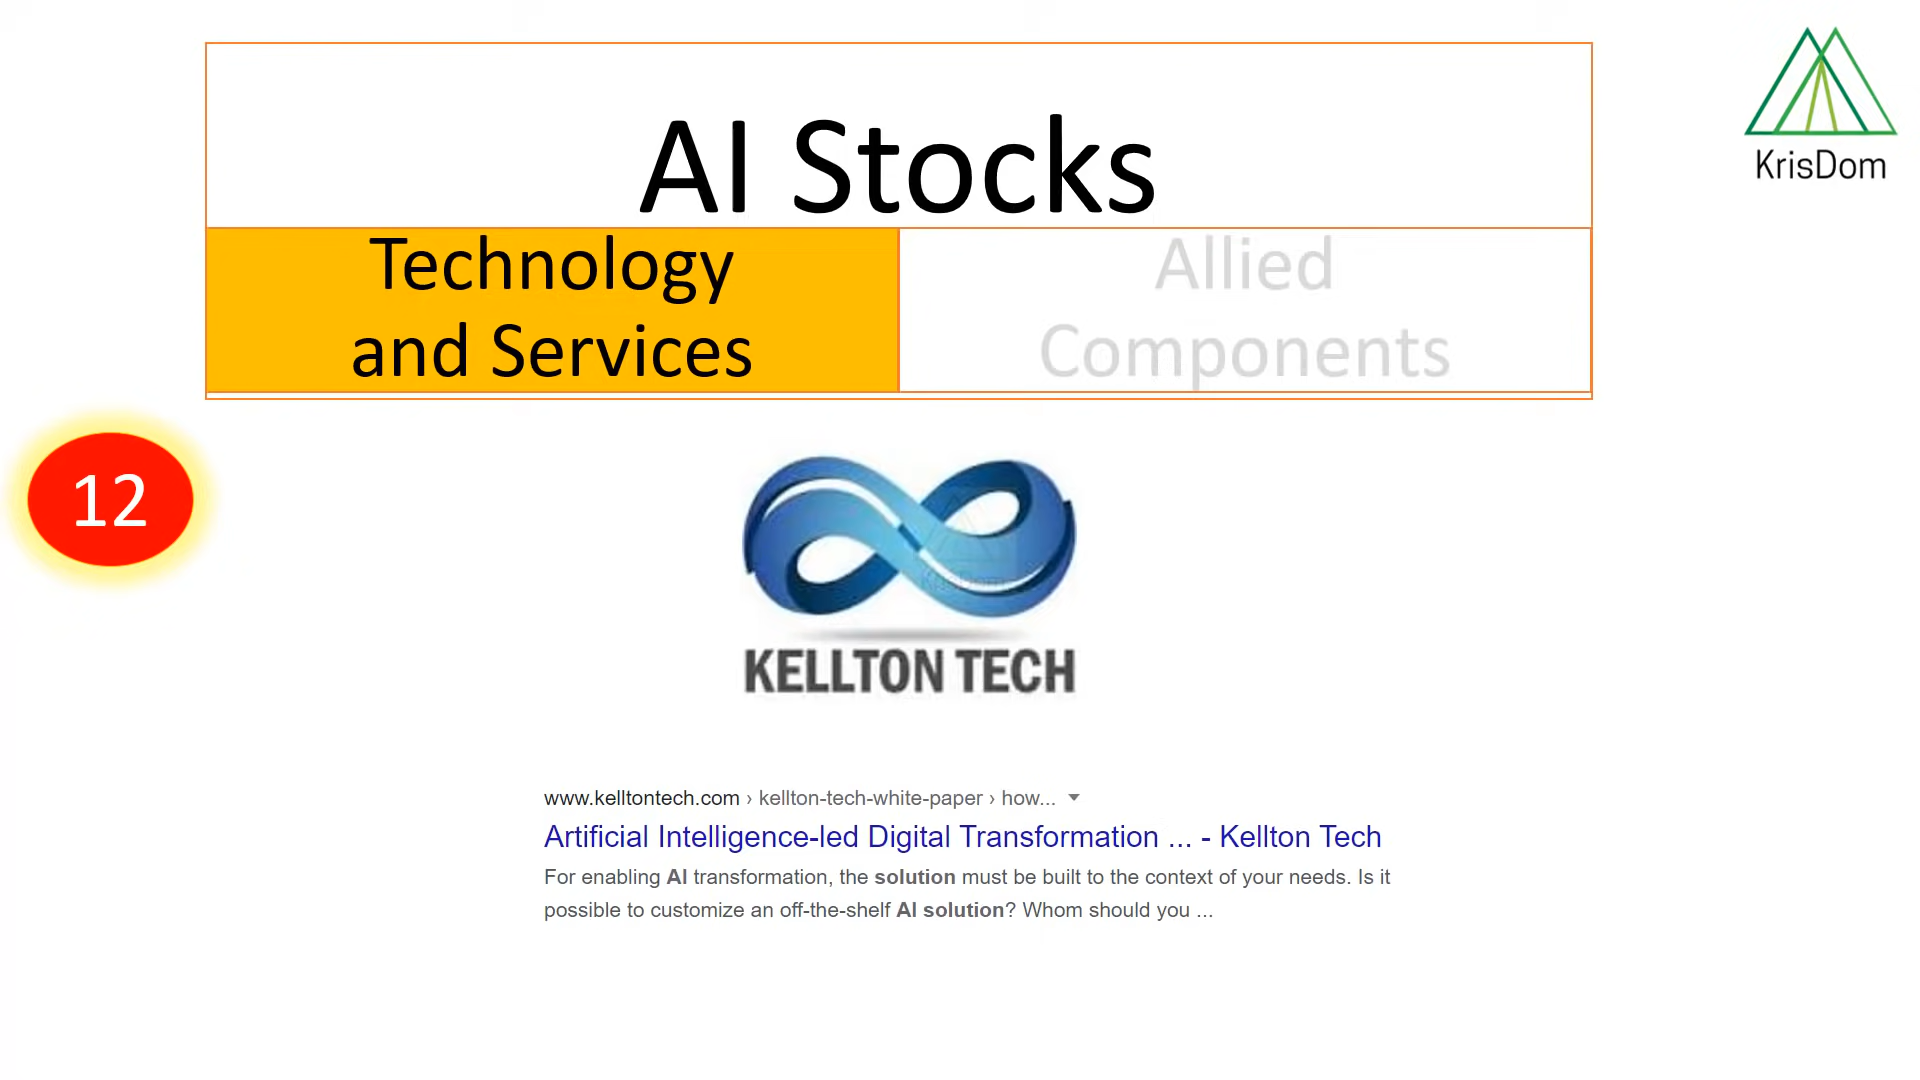 AI Stocks
KrisDom
Technology
and Services
Allied
Components
12
KrisDom
KELLTON TECH
www.kelltontech.com › kellton-tech-white-paper › how...
Artificial Intelligence-led Digital Transformation ... - Kellton Tech
For enabling AI transformation, the solution must be built to the context of your needs. Is it
possible to customize an off-the-shelf AI solution? Whom should you ...